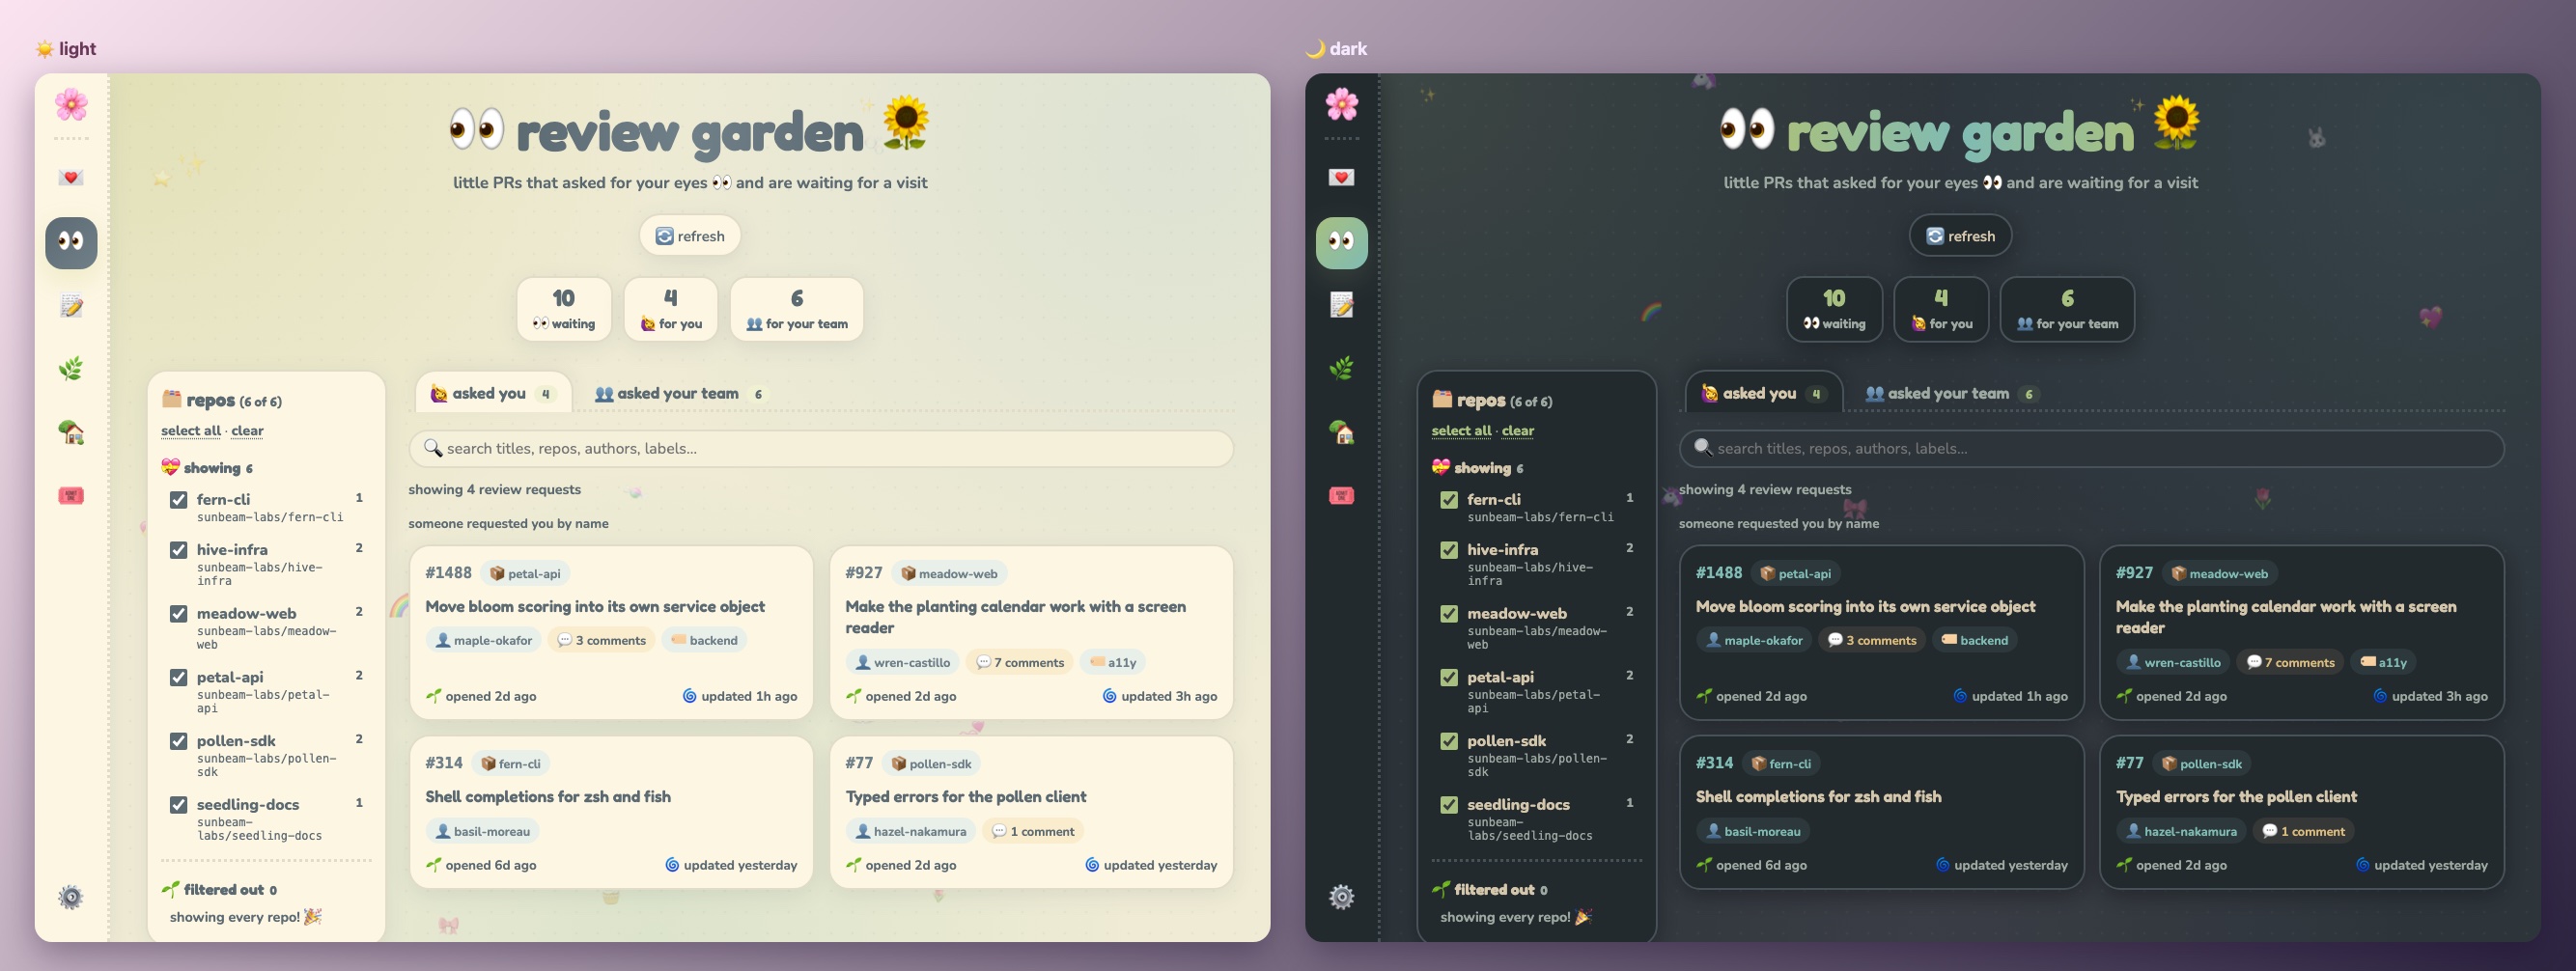 light
review garden
little PRs that asked for your eyes 👀 and are waiting for a visit
refresh
10
waiting
4
for you
6
for your team
repos (6 of 6)
select all · clear
showing 6
fern-cli 1
sunbeam-labs/fern-cli
hive-infra 2
sunbeam-labs/hive-
infra
meadow-web 2
sunbeam-labs/meadow-
web
petal-api 2
sunbeam-labs/petal-
api
pollen-sdk 2
sunbeam-labs/pollen-
sdk
seedling-docs 1
sunbeam-
labs/seedling-docs
filtered out 0
showing every repo!
asked you 4
asked your team 6
search titles, repos, authors, labels...
showing 4 review requests
someone requested you by name
#1488 petal-api
Move bloom scoring into its own service object
maple-okafor 3 comments backend
opened 2d ago updated 1h ago
#927 meadow-web
Make the planting calendar work with a screen
reader
wren-castillo 7 comments a11y
opened 2d ago updated 3h ago
#314 fern-cli
Shell completions for zsh and fish
basil-moreau
opened 6d ago updated yesterday
#77 pollen-sdk
Typed errors for the pollen client
hazel-nakamura 1 comment
opened 2d ago updated yesterday
dark
review garden
little PRs that asked for your eyes 👀 and are waiting for a visit
refresh
10
waiting
4
for you
6
for your team
repos (6 of 6)
select all · clear
showing 6
fern-cli 1
sunbeam-labs/fern-cli
hive-infra 2
sunbeam-labs/hive-
infra
meadow-web 2
sunbeam-labs/meadow-
web
petal-api 2
sunbeam-labs/petal-
api
pollen-sdk 2
sunbeam-labs/pollen-
sdk
seedling-docs 1
sunbeam-
labs/seedling-docs
filtered out 0
showing every repo!
asked you 4
asked your team 6
search titles, repos, authors, labels...
showing 4 review requests
someone requested you by name
#1488 petal-api
Move bloom scoring into its own service object
maple-okafor 3 comments backend
opened 2d ago updated 1h ago
#927 meadow-web
Make the planting calendar work with a screen
reader
wren-castillo 7 comments a11y
opened 2d ago updated 3h ago
#314 fern-cli
Shell completions for zsh and fish
basil-moreau
opened 6d ago updated yesterday
#77 pollen-sdk
Typed errors for the pollen client
hazel-nakamura 1 comment
opened 2d ago updated yesterday